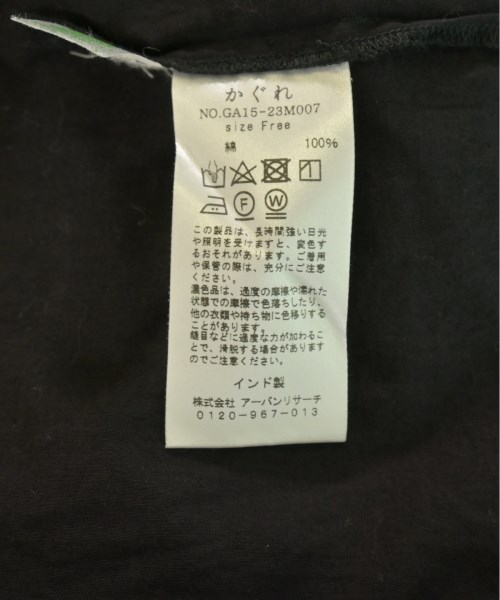 かぐれ
NO.GA15-23M007
size Free
綿 100%
F W
この製品は、長時間強い日光
や照明を受けますと、変色す
るおそれがあります。ご着用
や保管の際は、充分にご注意
ください。
濃色品は、過度の摩擦や濡れた
状態での摩擦で色落ちしたり、
他の衣類や持ち物に色移りする
ことがあります。
縫目などに過度な力が加わるこ
とで、滑脱する場合があります
のでご注意ください。
インド製
株式会社 アーバンリサーチ
0120-967-013